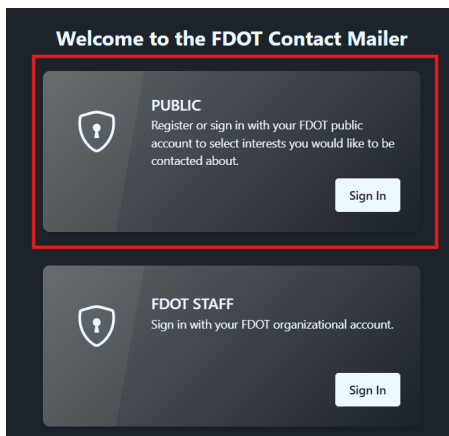 Welcome to the FDOT Contact Mailer
PUBLIC
Register or sign in with your FDOT public
account to select interests you would like to be
contacted about.
Sign In
FDOT STAFF
Sign in with your FDOT organizational account.
Sign In